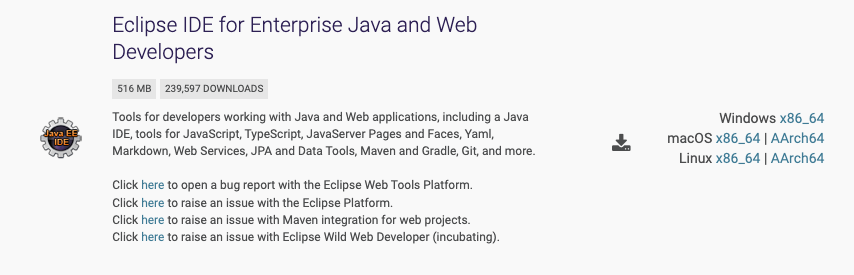 Eclipse IDE for Enterprise Java and Web
Developers
516 MB 239,597 DOWNLOADS
Tools for developers working with Java and Web applications, including a Java
IDE, tools for JavaScript, TypeScript, JavaServer Pages and Faces, Yaml,
Markdown, Web Services, JPA and Data Tools, Maven and Gradle, Git, and more.
Click here to open a bug report with the Eclipse Web Tools Platform.
Click here to raise an issue with the Eclipse Platform.
Click here to raise an issue with Maven integration for web projects.
Click here to raise an issue with Eclipse Wild Web Developer (incubating).
Java EE
IDE
Windows x86_64
macOS x86_64 | AArch64
Linux x86_64 | AArch64